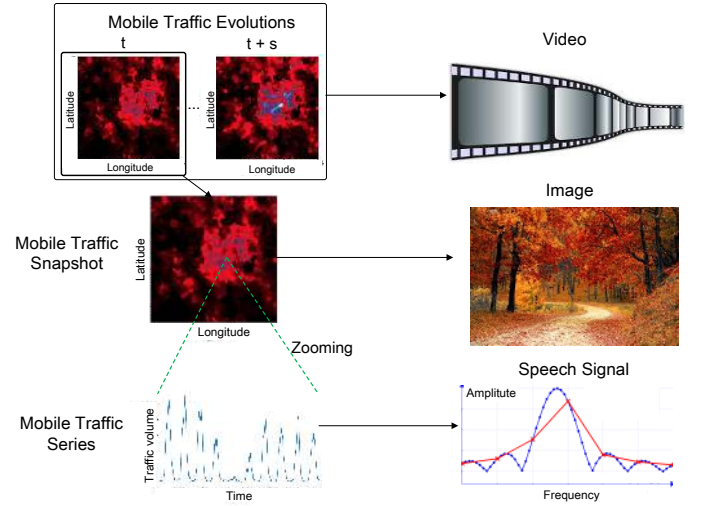 Mobile Traffic Evolutions
t
t + s
Latitude
Longitude
...
Latitude
Longitude
Video
Mobile Traffic
Snapshot
Latitude
Longitude
Image
Zooming
Mobile Traffic
Series
Traffic volume
Time
Speech Signal
Amplitute
Frequency